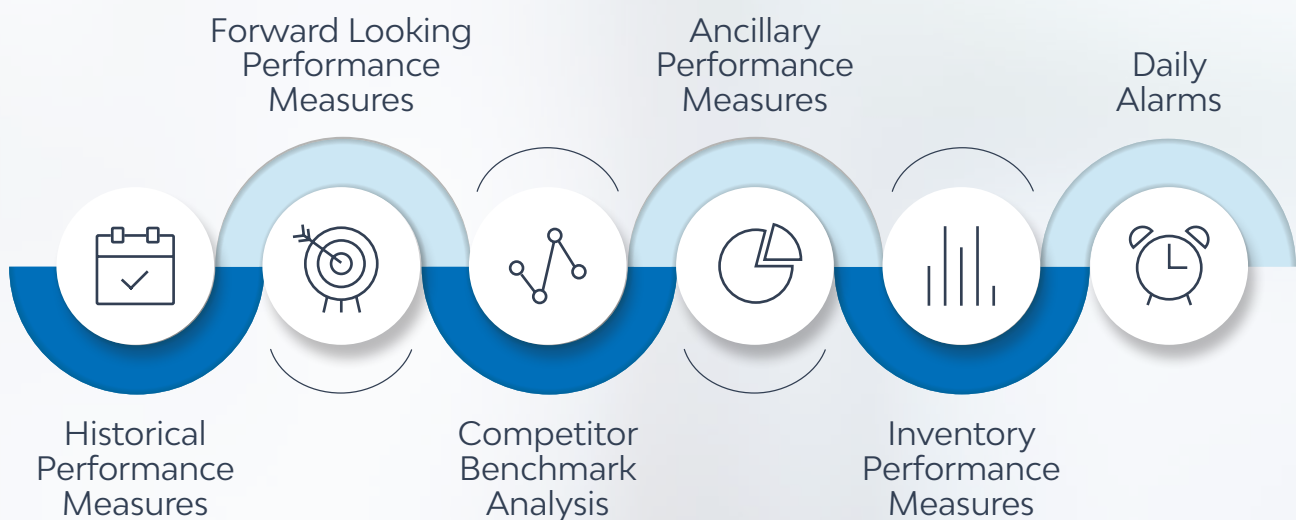 Forward Looking
Performance
Measures
Ancillary
Performance
Measures
Daily
Alarms
Historical
Performance
Measures
Competitor
Benchmark
Analysis
Inventory
Performance
Measures